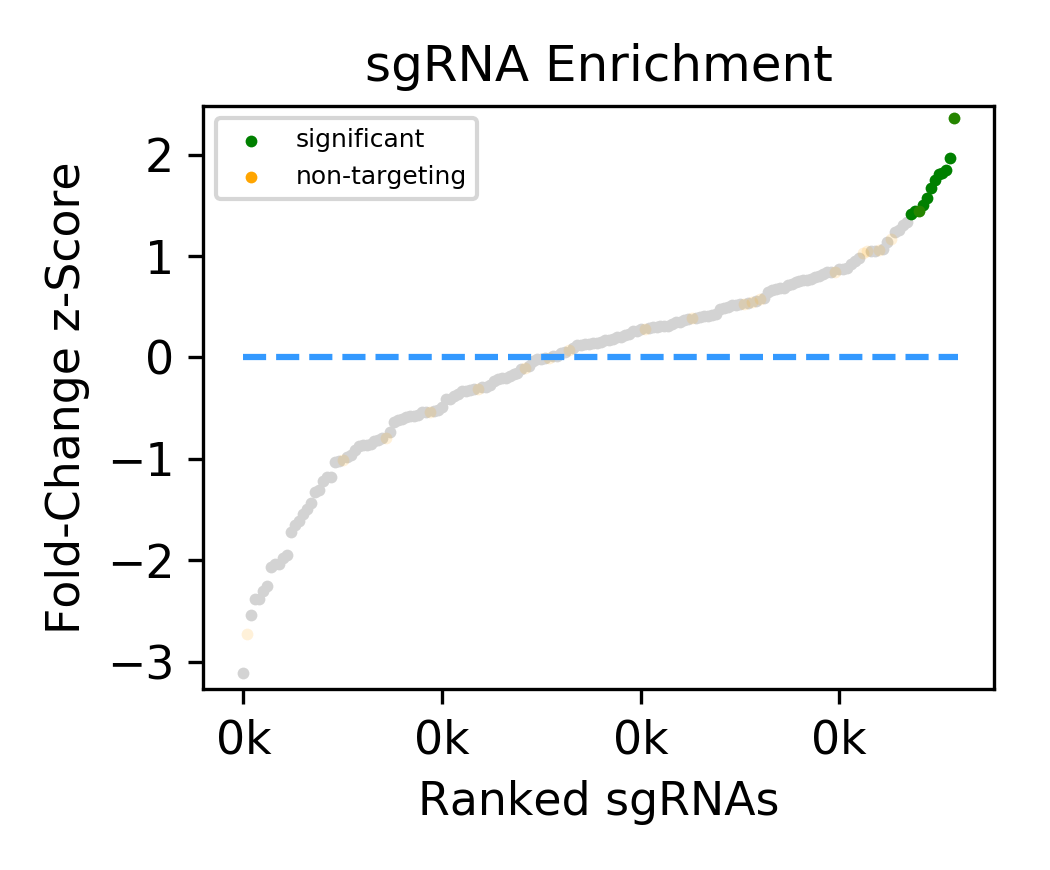 sgRNA Enrichment
significant
non-targeting
Fold-Change z-Score
2
1
0
−1
−2
−3
0k 0k 0k 0k
Ranked sgRNAs